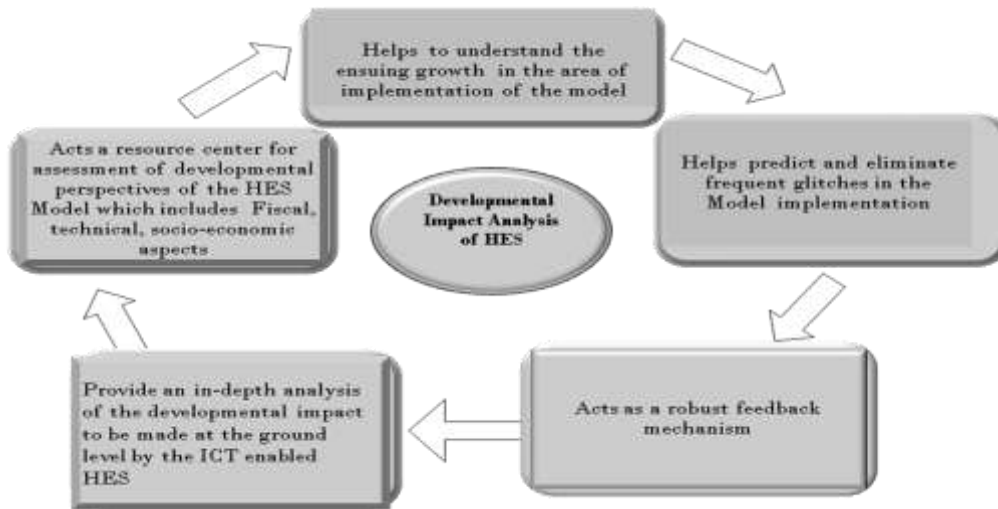 Helps to understand the
ensuing growth in the area of
implementation of the model
Helps predict and eliminate
frequent glitches in the
Model implementation
Acts as a robust feedback
mechanism
Provide an in-depth analysis
of the developmental impact
to be made at the ground
level by the ICT enabled
HES
Acts a resource center for
assessment of developmental
perspectives of the HES
Model which includes Fiscal,
technical, socio-economic
aspects
Developmental
Impact Analysis
of HES